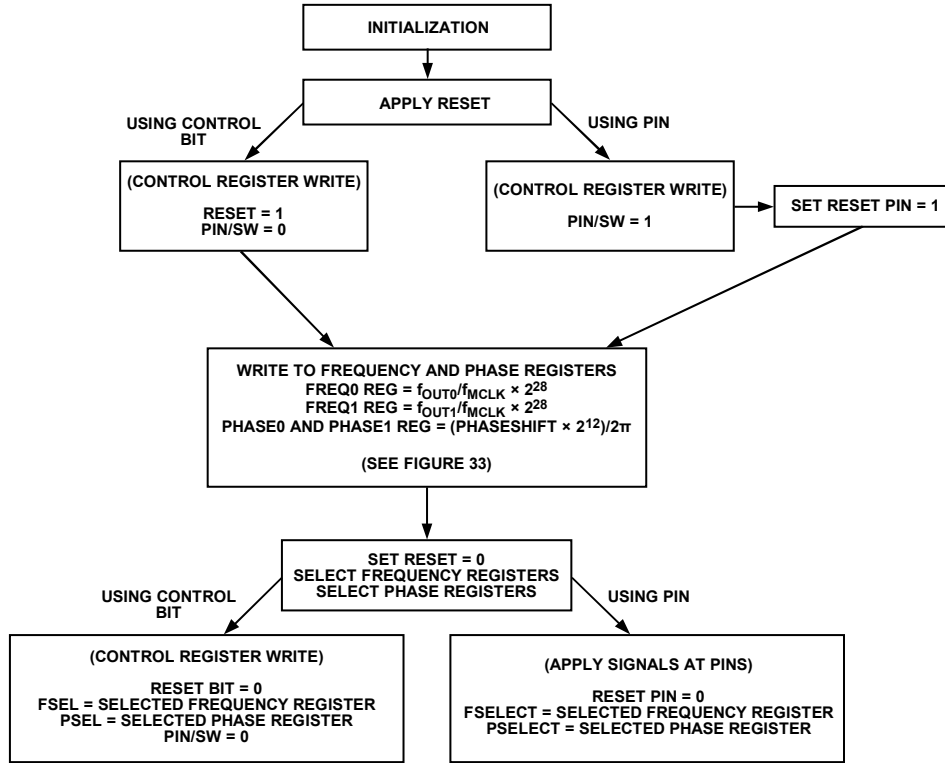 INITIALIZATION
APPLY RESET
USING CONTROL
BIT
USING PIN
(CONTROL REGISTER WRITE)
RESET = 1
PIN/SW = 0
(CONTROL REGISTER WRITE)
PIN/SW = 1
SET RESET PIN = 1
WRITE TO FREQUENCY AND PHASE REGISTERS
FREQ0 REG = f_OUT0/f_MCLK × 2^28
FREQ1 REG = f_OUT1/f_MCLK × 2^28
PHASE0 AND PHASE1 REG = (PHASESHIFT × 2^12)/2π
(SEE FIGURE 33)
SET RESET = 0
SELECT FREQUENCY REGISTERS
SELECT PHASE REGISTERS
USING CONTROL
BIT
USING PIN
(CONTROL REGISTER WRITE)
RESET BIT = 0
FSEL = SELECTED FREQUENCY REGISTER
PSEL = SELECTED PHASE REGISTER
PIN/SW = 0
(APPLY SIGNALS AT PINS)
RESET PIN = 0
FSELECT = SELECTED FREQUENCY REGISTER
PSELECT = SELECTED PHASE REGISTER